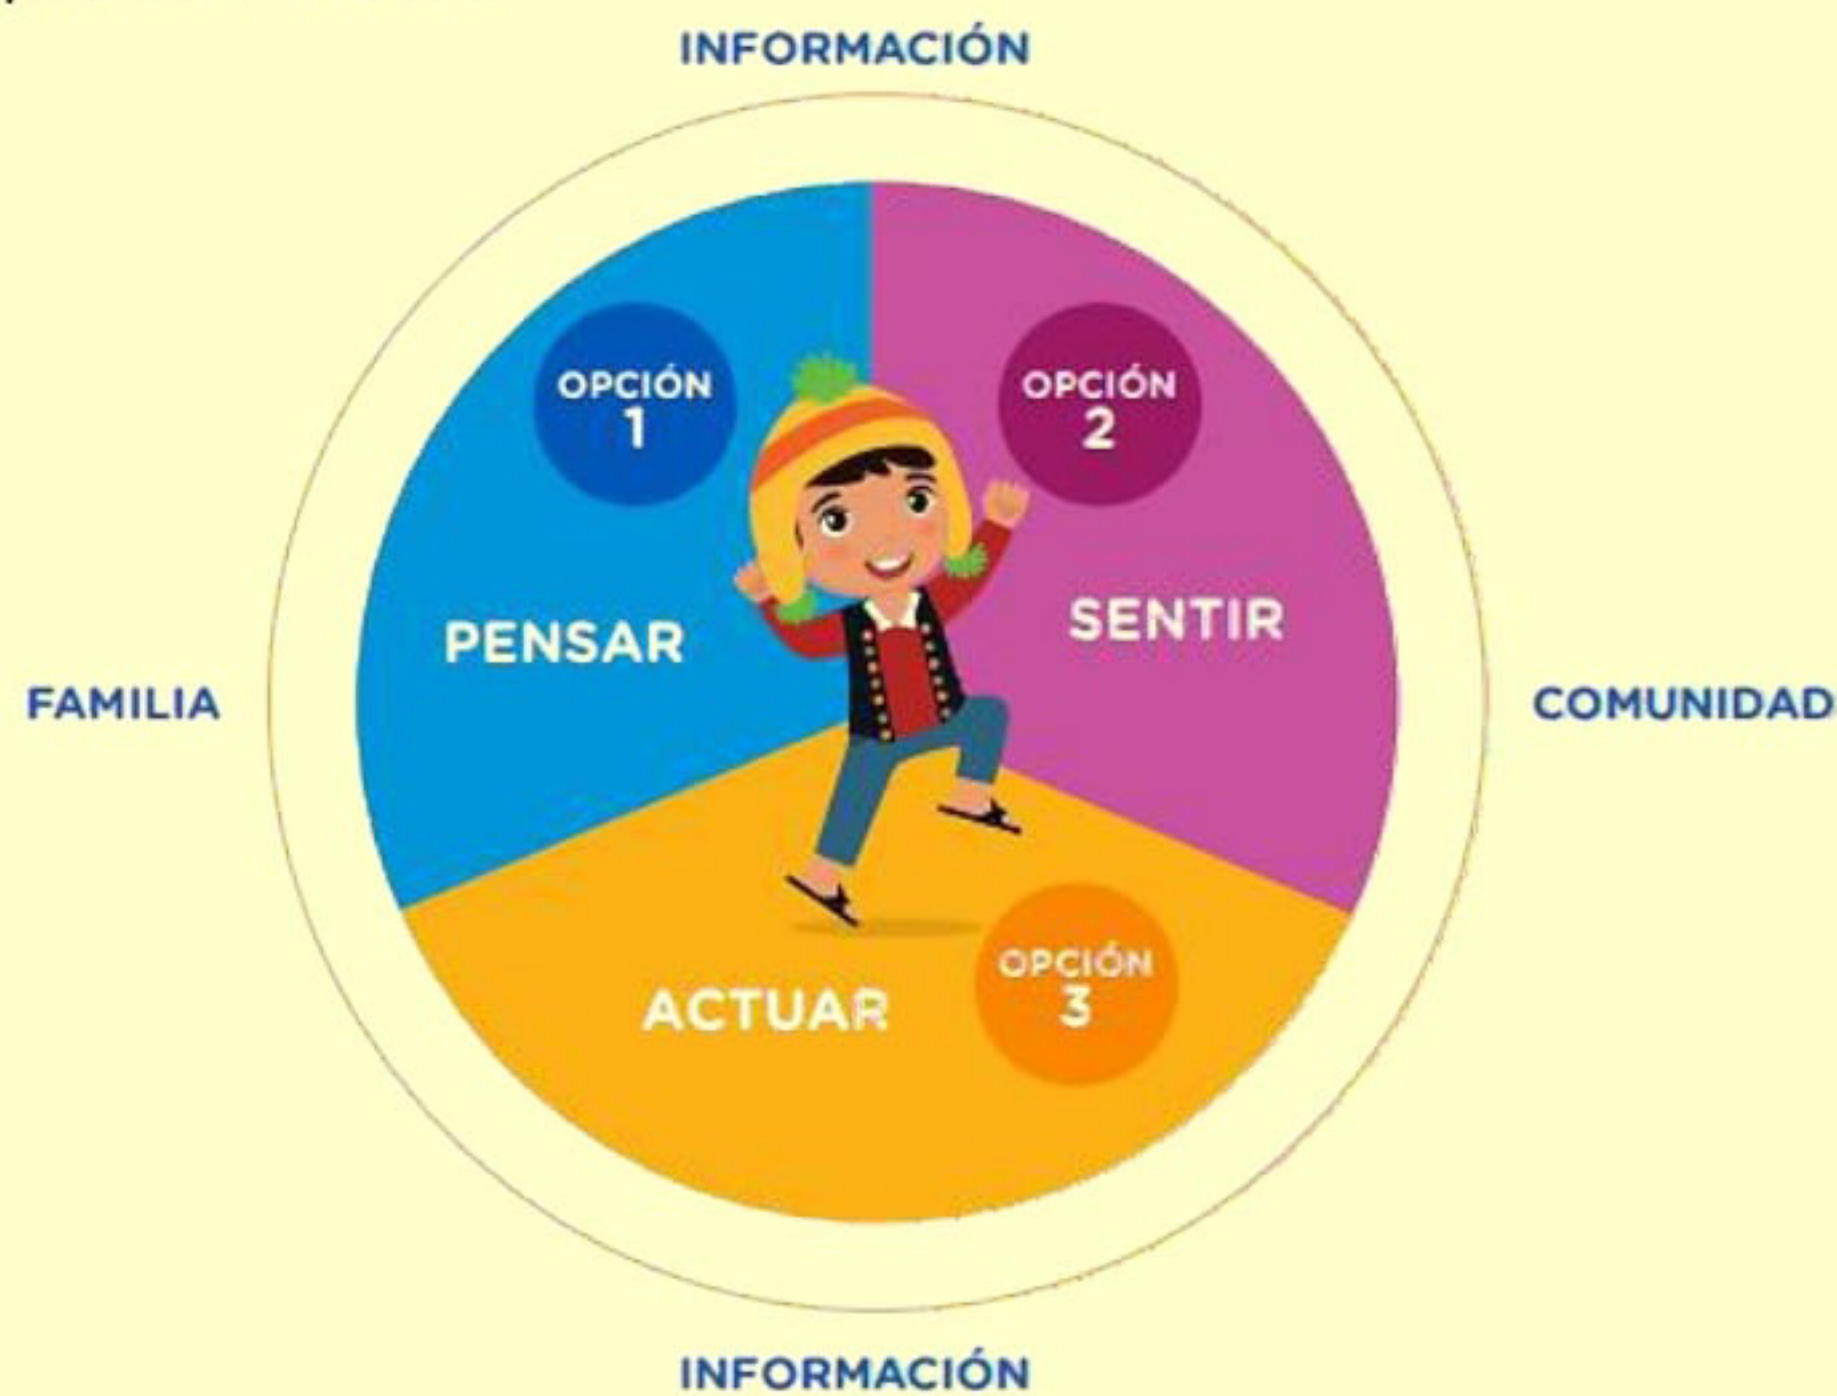 INFORMACIÓN
OPCIÓN
1
OPCIÓN
2
PENSAR
SENTIR
FAMILIA
COMUNIDAD
OPCIÓN
3
ACTUAR
INFORMACIÓN